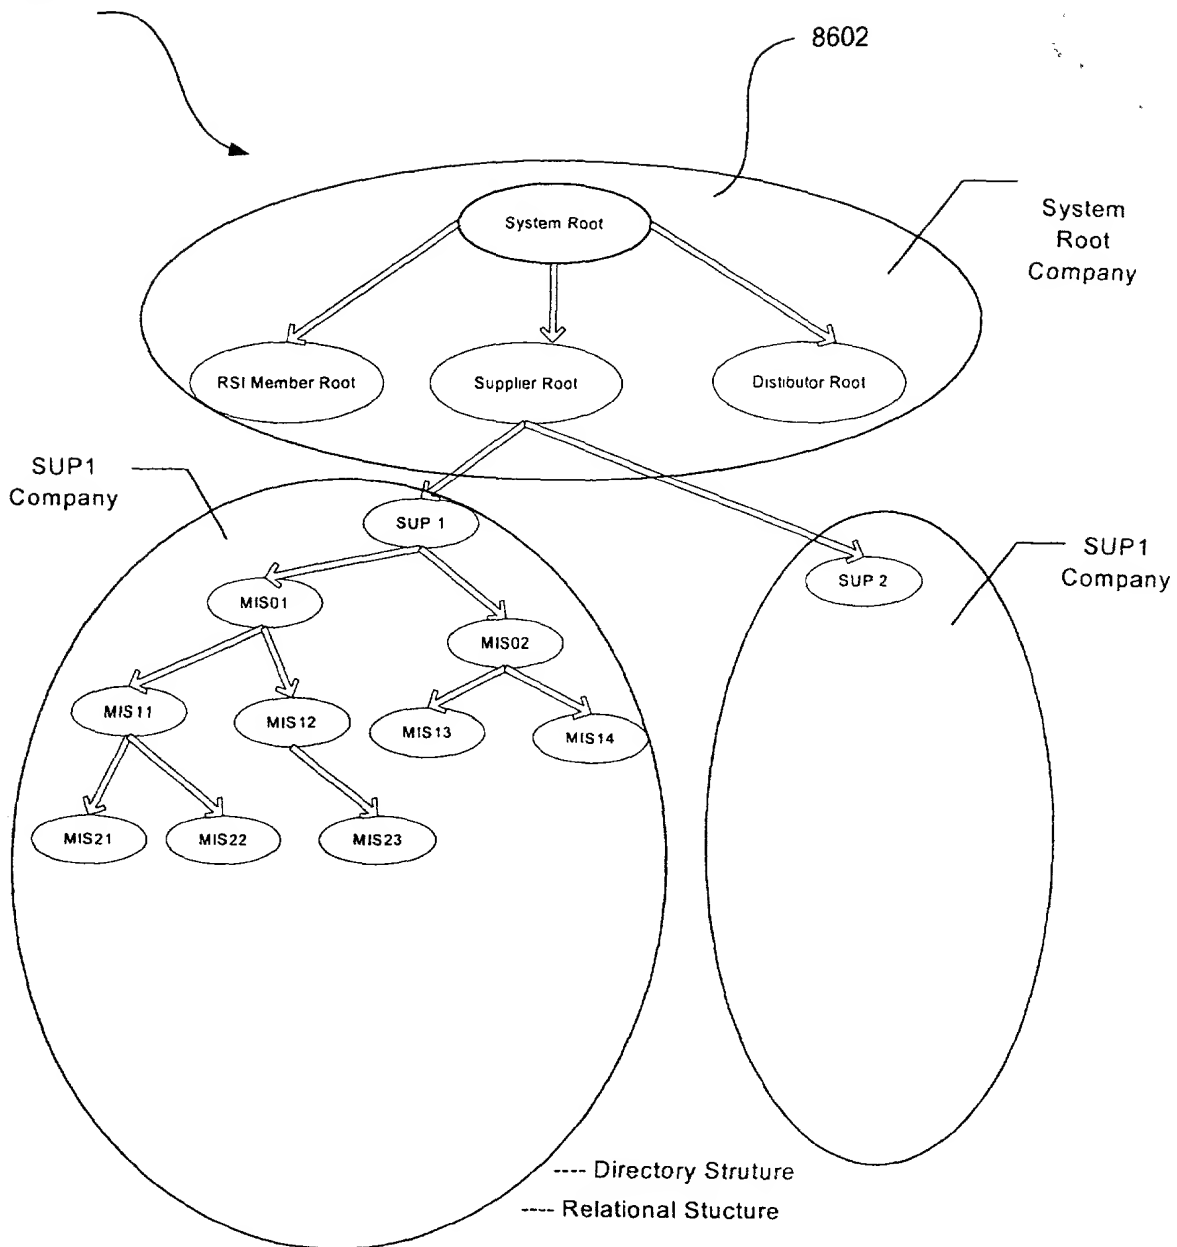 8602
System Root
System
Root
Company
RSI Member Root
Supplier Root
Distibutor Root
SUP1
Company
SUP 1
SUP 2
SUP1
Company
MIS01
MIS02
MIS11
MIS12
MIS13
MIS14
MIS21
MIS22
MIS23
---- Directory Struture
---- Relational Stucture